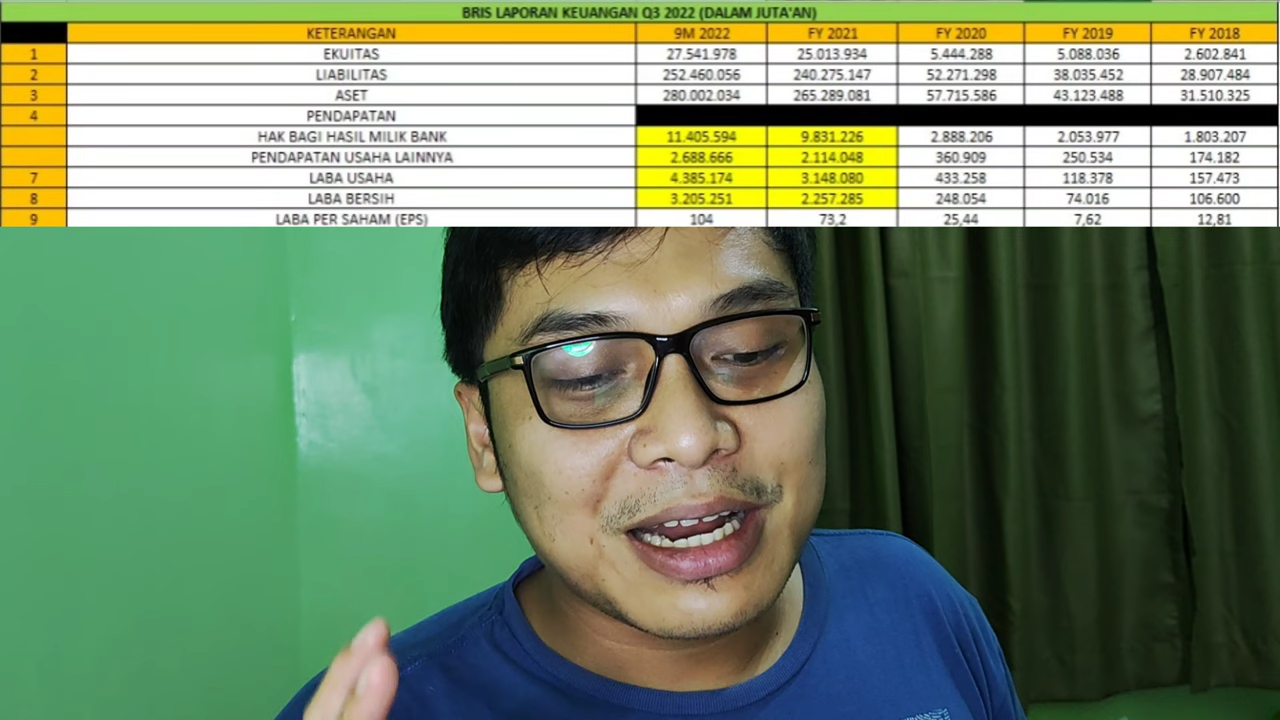 BRIS LAPORAN KEUANGAN Q3 2022 (DALAM JUTA'AN)
KETERANGAN 9M 2022 FY 2021 FY 2020 FY 2019 FY 2018
1 EKUITAS 27.541.978 25.013.934 5.444.288 5.088.036 2.602.841
2 LIABILITAS 252.460.056 240.275.147 52.271.298 38.035.452 28.907.484
3 ASET 280.002.034 265.289.081 57.715.586 43.123.488 31.510.325
4 PENDAPATAN
HAK BAGI HASIL MILIK BANK 11.405.594 9.831.226 2.888.206 2.053.977 1.803.207
PENDAPATAN USAHA LAINNYA 2.688.666 2.114.048 360.909 250.534 174.182
7 LABA USAHA 4.385.174 3.148.080 433.258 118.378 157.473
8 LABA BERSIH 3.205.251 2.257.285 248.054 74.016 106.600
9 LABA PER SAHAM (EPS) 104 73,2 25,44 7,62 12,81